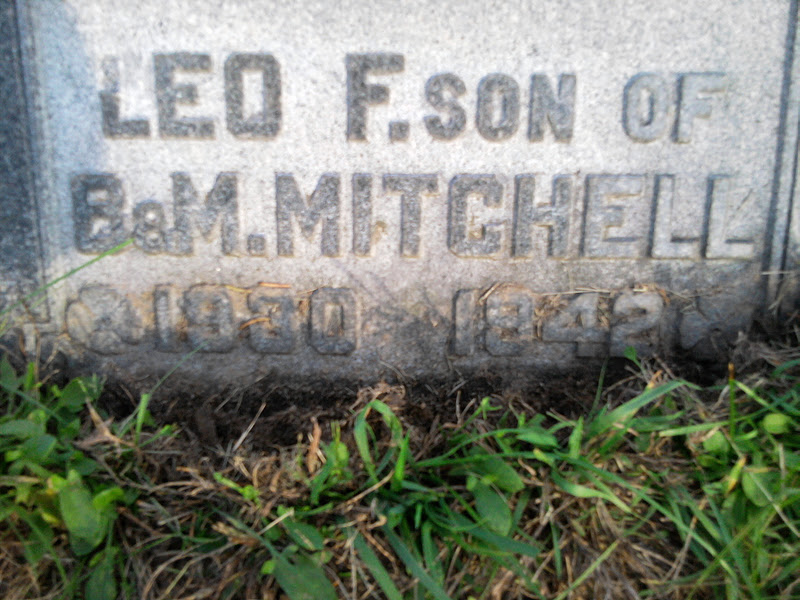 LEO F. SON OF
B&M. MITCHELL
1930 1942